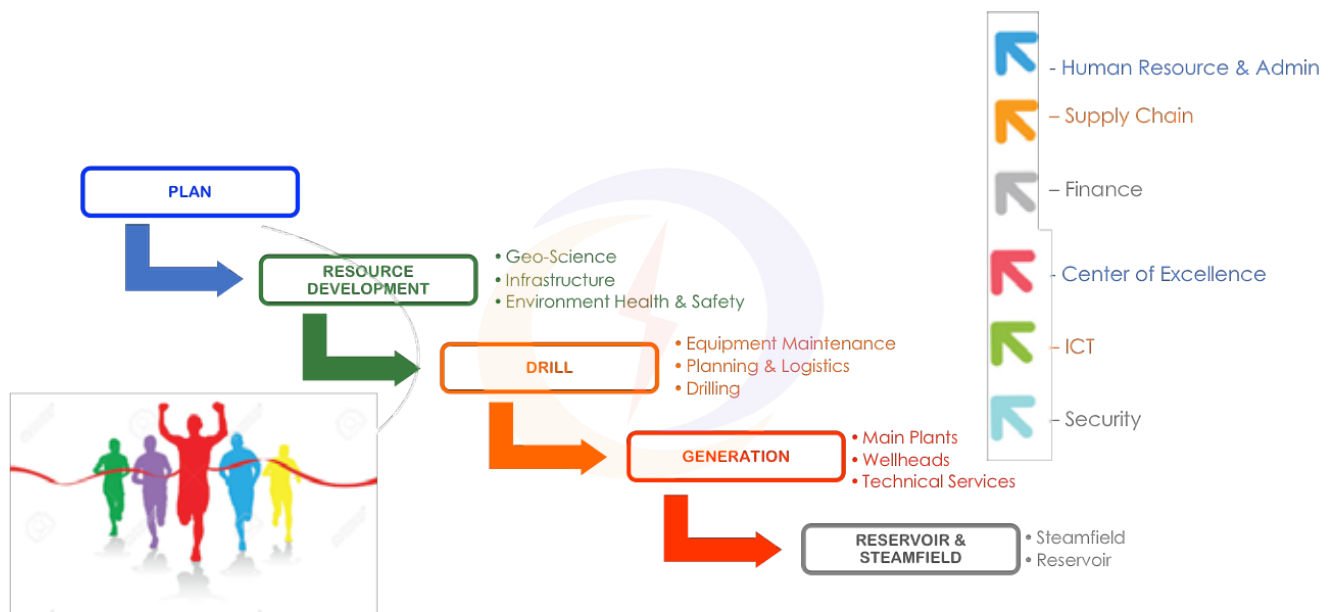 PLAN
RESOURCE
DEVELOPMENT
• Geo-Science
• Infrastructure
• Environment Health & Safety
DRILL
• Equipment Maintenance
• Planning & Logistics
• Drilling
GENERATION
• Main Plants
• Wellheads
• Technical Services
RESERVOIR &
STEAMFIELD
• Steamfield
• Reservoir
- Human Resource & Admin
– Supply Chain
– Finance
- Center of Excellence
- ICT
- Security